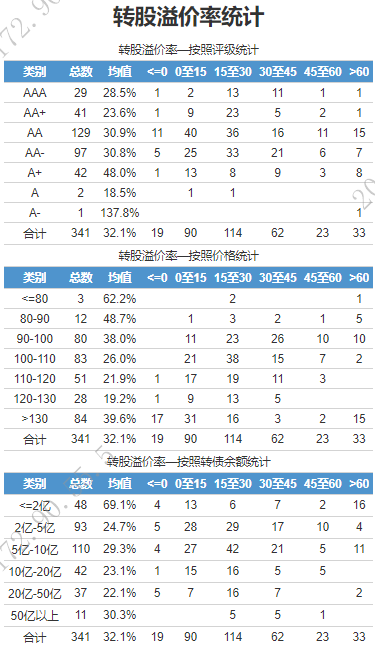 转股溢价率统计
转股溢价率—按照评级统计
类别 总数 均值 <=0 0至15 15至30 30至45 45至60 >60
AAA 29 28.5% 1 2 13 11 1 1
AA+ 41 23.6% 1 9 23 5 2 1
AA 129 30.9% 11 40 36 16 11 15
AA- 97 30.8% 5 25 33 21 6 7
A+ 42 48.0% 1 13 8 9 3 8
A 2 18.5% 1 1
A- 1 137.8% 1
合计 341 32.1% 19 90 114 62 23 33
转股溢价率—按照价格统计
类别 总数 均值 <=0 0至15 15至30 30至45 45至60 >60
<=80 3 62.2% 2 1
80-90 12 48.7% 1 3 2 1 5
90-100 80 38.0% 11 23 26 10 10
100-110 83 26.0% 21 38 15 7 2
110-120 51 21.9% 1 17 19 11 3
120-130 28 19.2% 1 9 13 5
>130 84 39.6% 17 31 16 3 2 15
合计 341 32.1% 19 90 114 62 23 33
转股溢价率—按照转债余额统计
类别 总数 均值 <=0 0至15 15至30 30至45 45至60 >60
<=2亿 48 69.1% 4 13 6 7 2 16
2亿-5亿 93 24.7% 5 28 29 17 10 4
5亿-10亿 110 29.3% 4 27 42 21 5 11
10亿-20亿 42 23.1% 1 15 16 5 5
20亿-50亿 37 22.1% 5 7 16 7 2
50亿以上 11 30.3% 5 5 1
合计 341 32.1% 19 90 114 62 23 33